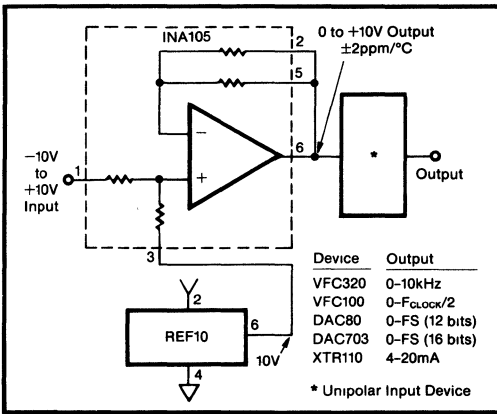 INA105
2
0 to +10V Output
±2ppm/°C
5
6
−
+
−10V
to
+10V
Input
1
*
Output
3
2
REF10
6
10V
4
Device Output
VFC320 0-10kHz
VFC100 0-FCLOCK/2
DAC80 0-FS (12 bits)
DAC703 0-FS (16 bits)
XTR110 4-20mA
* Unipolar Input Device